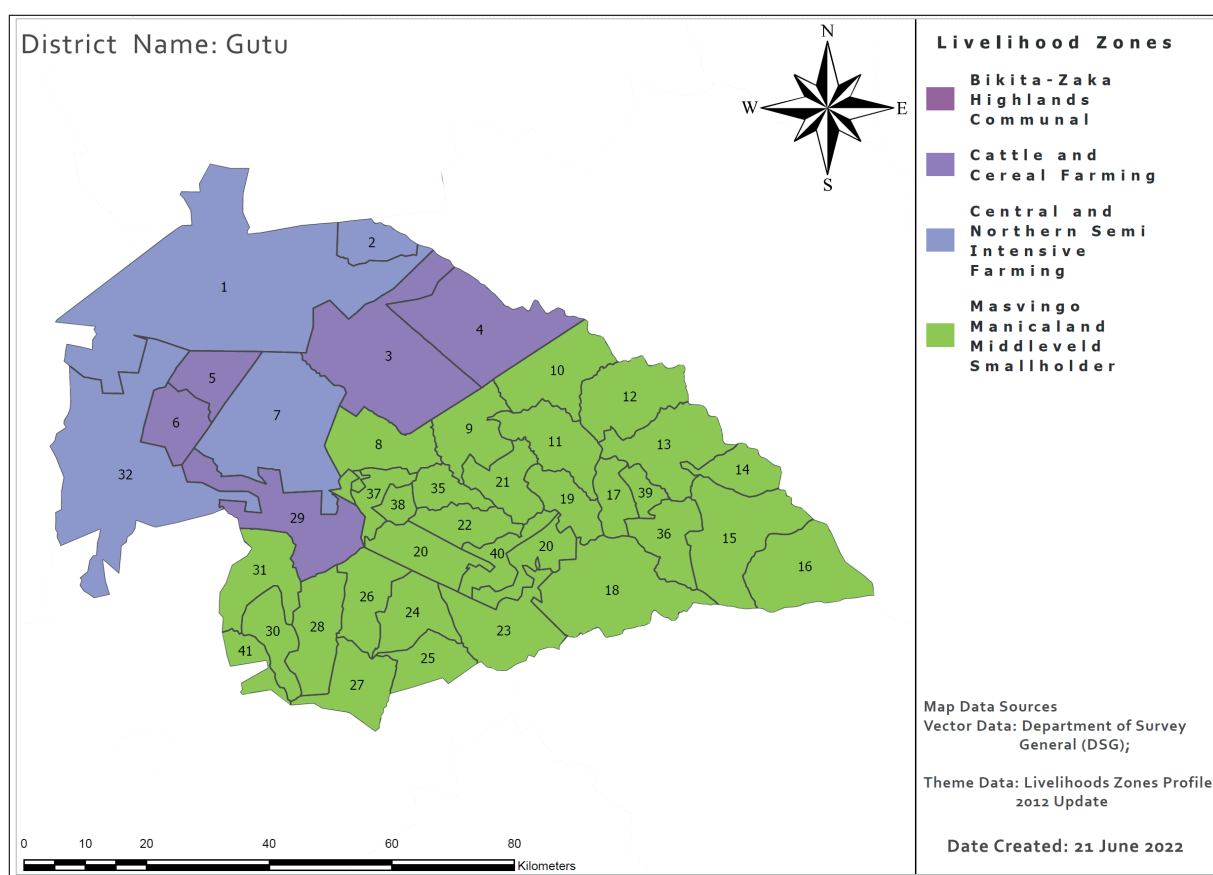 District Name: Gutu
N
W
E
S
Livelihood Zones
Bikita-Zaka
Highlands
Communal
Cattle and
Cereal Farming
Central and
Northern Semi
Intensive
Farming
Masvingo
Manicaland
Middleveld
Smallholder
1
2
3
4
5
6
7
8
9
10
11
12
13
14
15
16
17
18
19
20
20
21
22
23
24
25
26
27
28
29
30
31
32
35
36
37
38
39
40
41
Map Data Sources
Vector Data: Department of Survey
General (DSG);
Theme Data: Livelihoods Zones Profile
2012 Update
Date Created: 21 June 2022
0 10 20 40 60 80
Kilometers